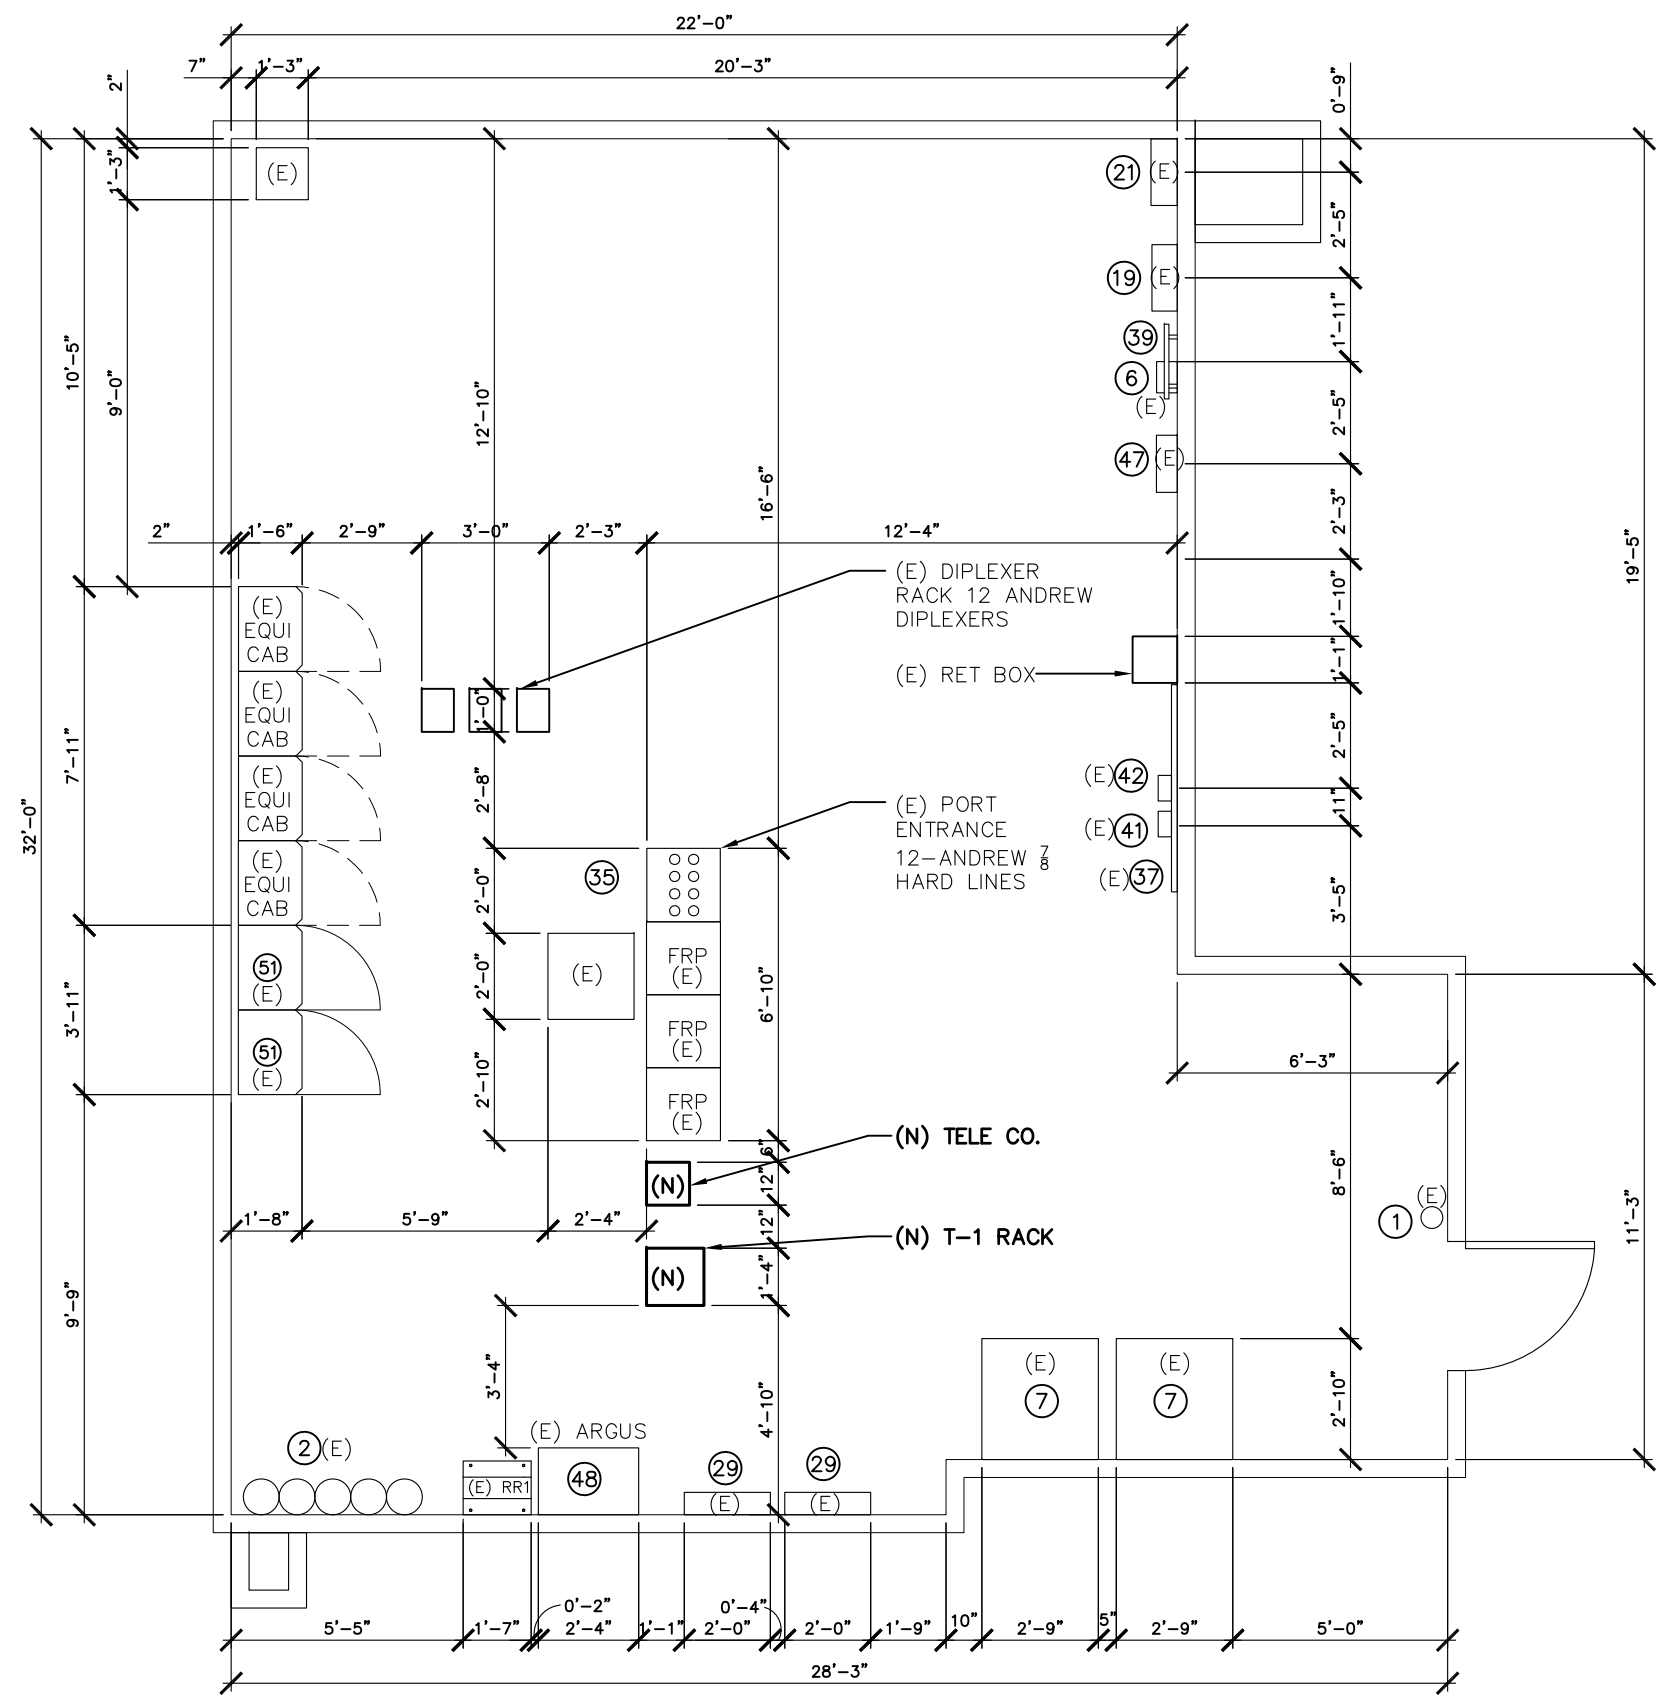 22'-0"
7"
1'-3"
20'-3"
2"
0'-9"
1'-3"
(E)
21
(E)
2'-5"
19
(E)
1'-11"
39
6
(E)
10'-5"
9'-0"
12'-10"
2'-5"
47
(E)
16'-6"
2"
1'-6"
2'-9"
3'-0"
2'-3"
12'-4"
2'-3"
19'-5"
(E) DIPLEXER
RACK 12 ANDREW
DIPLEXERS
1'-10"
(E)
EQUI
CAB
(E) RET BOX
1'-1"
(E)
EQUI
CAB
1'-0"
7'-11"
2'-5"
(E)
EQUI
CAB
2'-8"
(E) 42
11"
(E) 41
32'-0"
(E) PORT
ENTRANCE
12-ANDREW 7/8
HARD LINES
(E)
EQUI
CAB
35
2'-0"
(E) 37
3'-5"
51
(E)
(E)
2'-0"
FRP
(E)
6'-10"
3'-11"
FRP
(E)
51
(E)
6'-3"
2'-10"
FRP
(E)
(N) TELE CO.
6"
(N)
12"
8'-6"
(E)
1
11'-3"
1'-8"
5'-9"
2'-4"
12"
(N) T-1 RACK
(N)
1'-4"
9'-9"
3'-4"
(E)
7
(E)
7
2'-10"
4'-10"
(E) ARGUS
2 (E)
48
29
(E)
29
(E)
(E) RR1
0'-2"
0'-4"
5'-5"
1'-7"
2'-4"
1'-1"
2'-0"
2'-0"
1'-9"
10"
2'-9"
5"
2'-9"
5'-0"
28'-3"